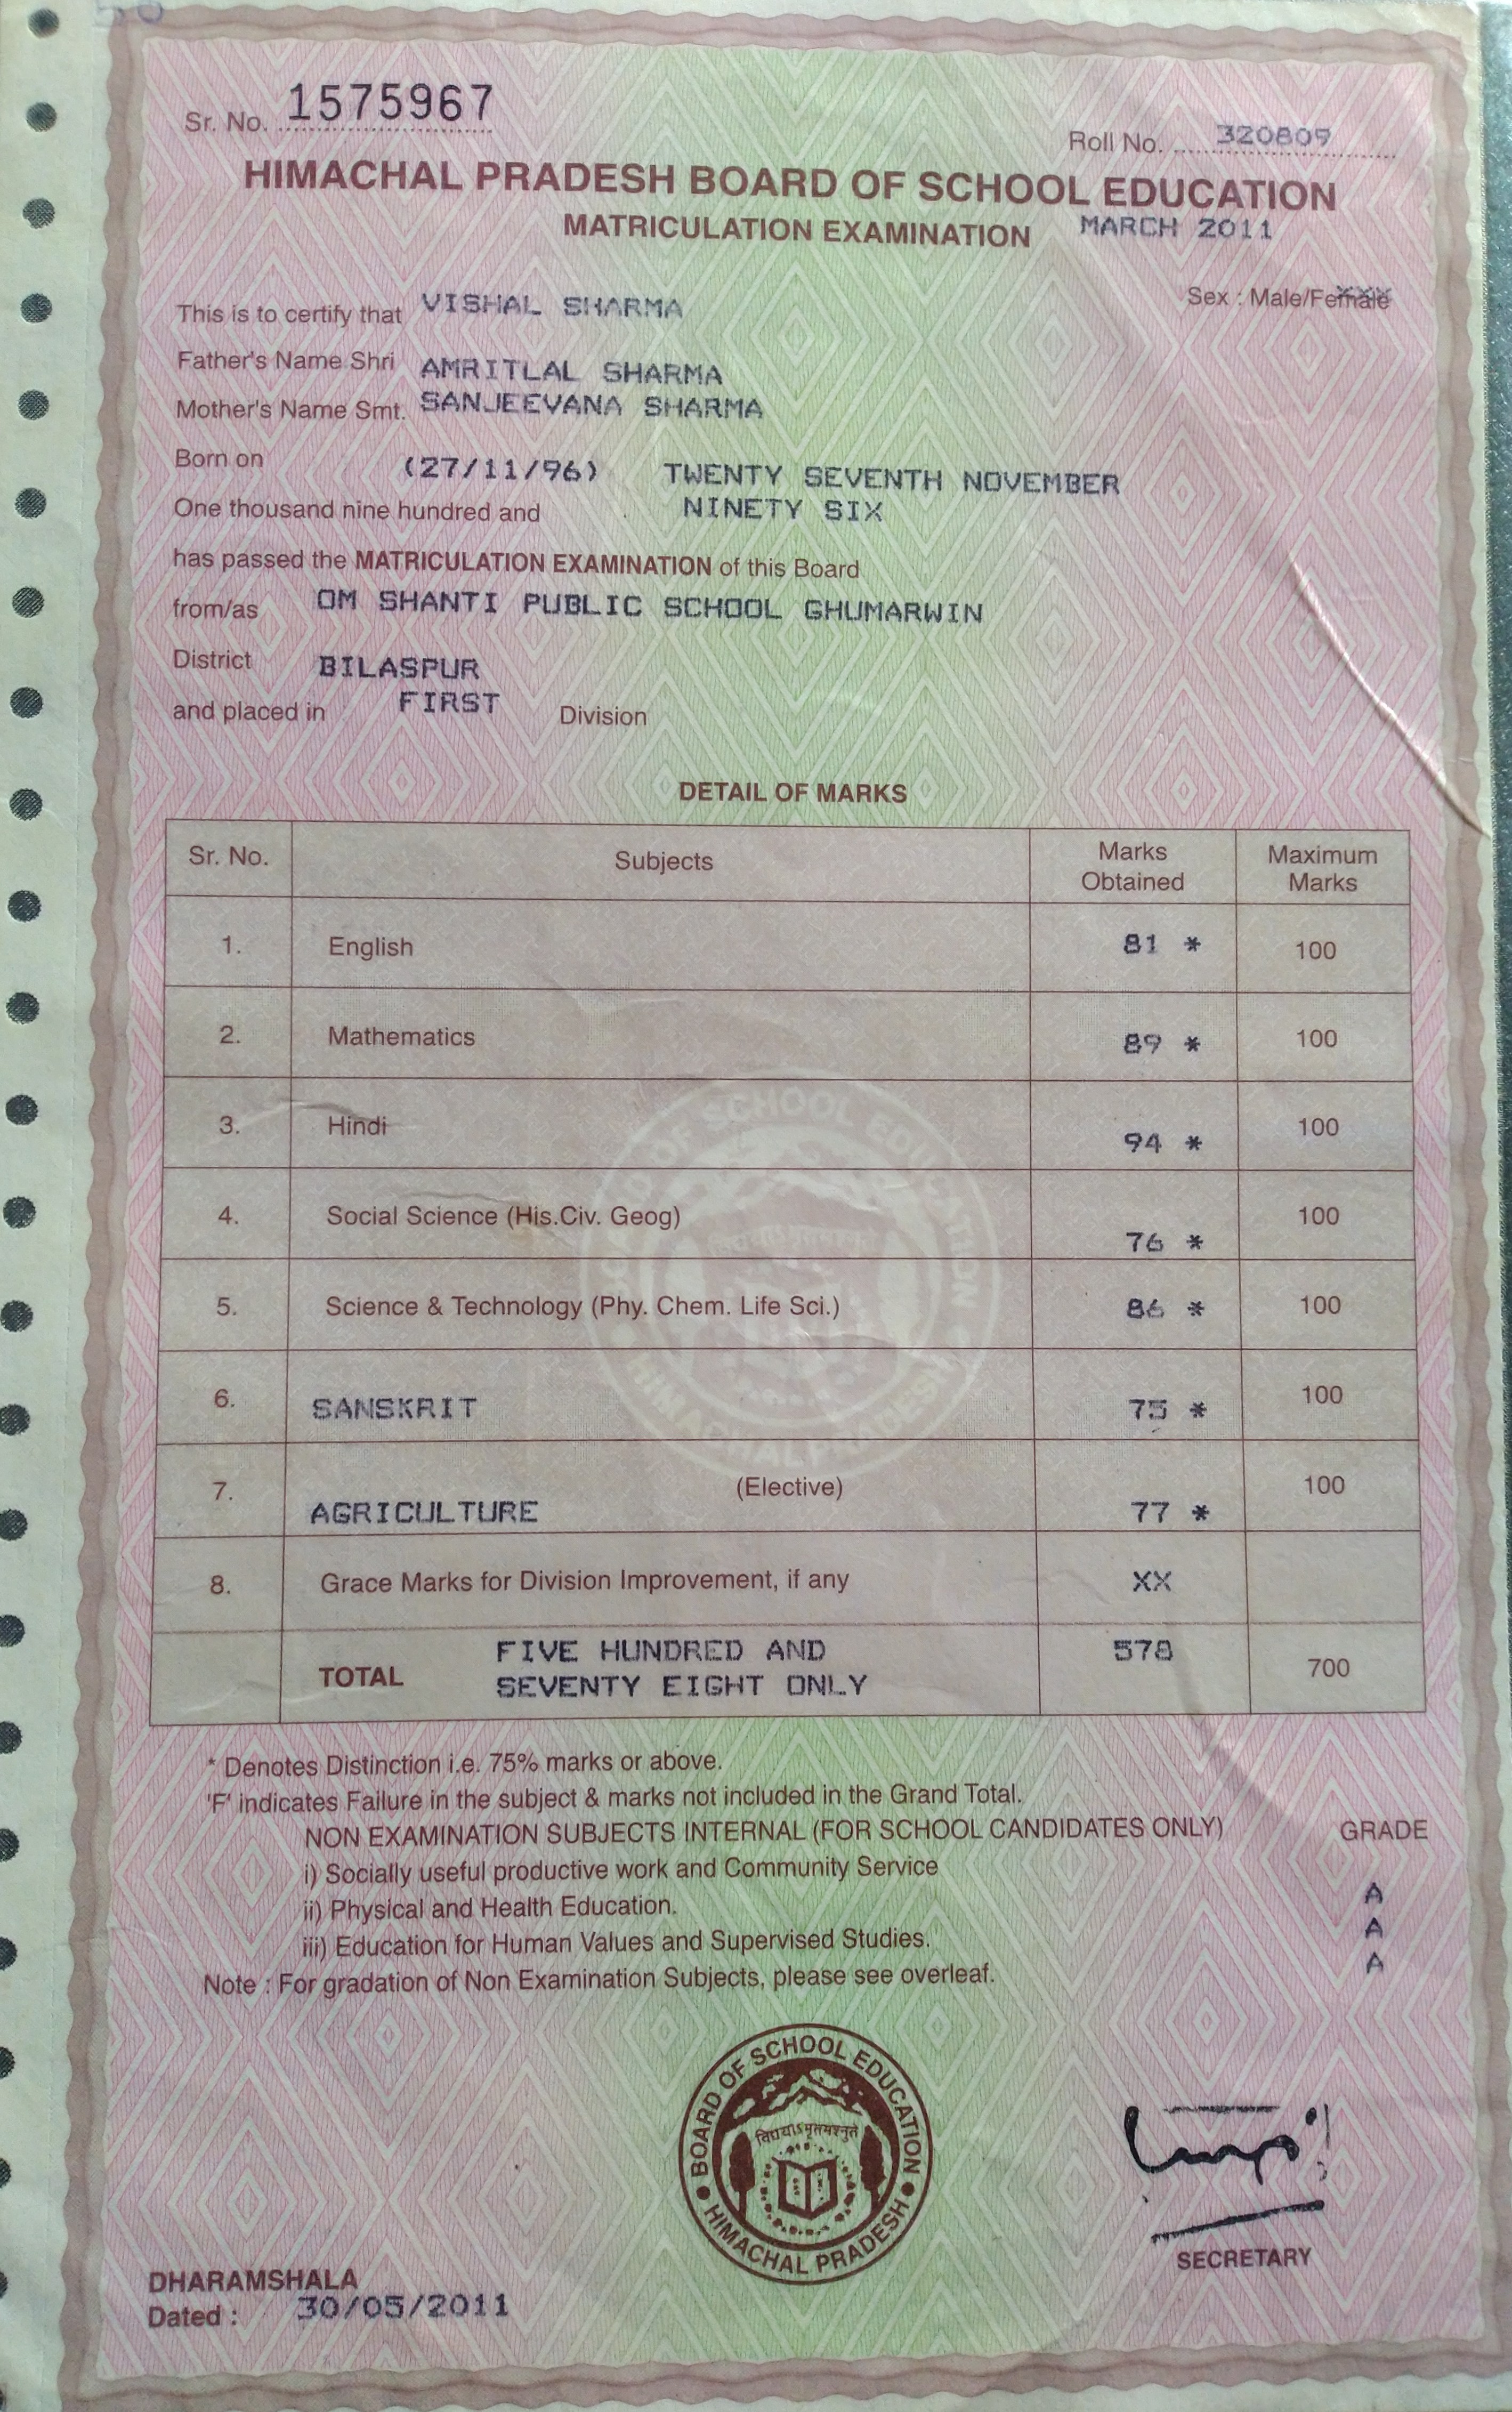 Sr. No. 1575967
Roll No. 320809
HIMACHAL PRADESH BOARD OF SCHOOL EDUCATION
MATRICULATION EXAMINATION MARCH 2011
This is to certify that VISHAL SHARMA Sex : Male/Female
Father's Name Shri AMRITLAL SHARMA
Mother's Name Smt. SANJEEVANA SHARMA
Born on (27/11/96) TWENTY SEVENTH NOVEMBER
One thousand nine hundred and NINETY SIX
has passed the MATRICULATION EXAMINATION of this Board
from/as OM SHANTI PUBLIC SCHOOL GHUMARWIN
District BILASPUR
and placed in FIRST Division
DETAIL OF MARKS
Sr. No. Subjects Marks Obtained Maximum Marks
1. English 81 * 100
2. Mathematics 89 * 100
3. Hindi 94 * 100
4. Social Science (His.Civ. Geog) 76 * 100
5. Science & Technology (Phy. Chem. Life Sci.) 86 * 100
6. SANSKRIT 75 * 100
7. AGRICULTURE (Elective) 77 * 100
8. Grace Marks for Division Improvement, if any XX
TOTAL FIVE HUNDRED AND SEVENTY EIGHT ONLY 578 700
* Denotes Distinction i.e. 75% marks or above.
'F' indicates Failure in the subject & marks not included in the Grand Total.
NON EXAMINATION SUBJECTS INTERNAL (FOR SCHOOL CANDIDATES ONLY) GRADE
i) Socially useful productive work and Community Service A
ii) Physical and Health Education. A
iii) Education for Human Values and Supervised Studies. A
Note : For gradation of Non Examination Subjects, please see overleaf.
BOARD OF SCHOOL EDUCATION
विद्ययाऽमृतमश्नुते
HIMACHAL PRADESH
SECRETARY
DHARAMSHALA
Dated : 30/05/2011